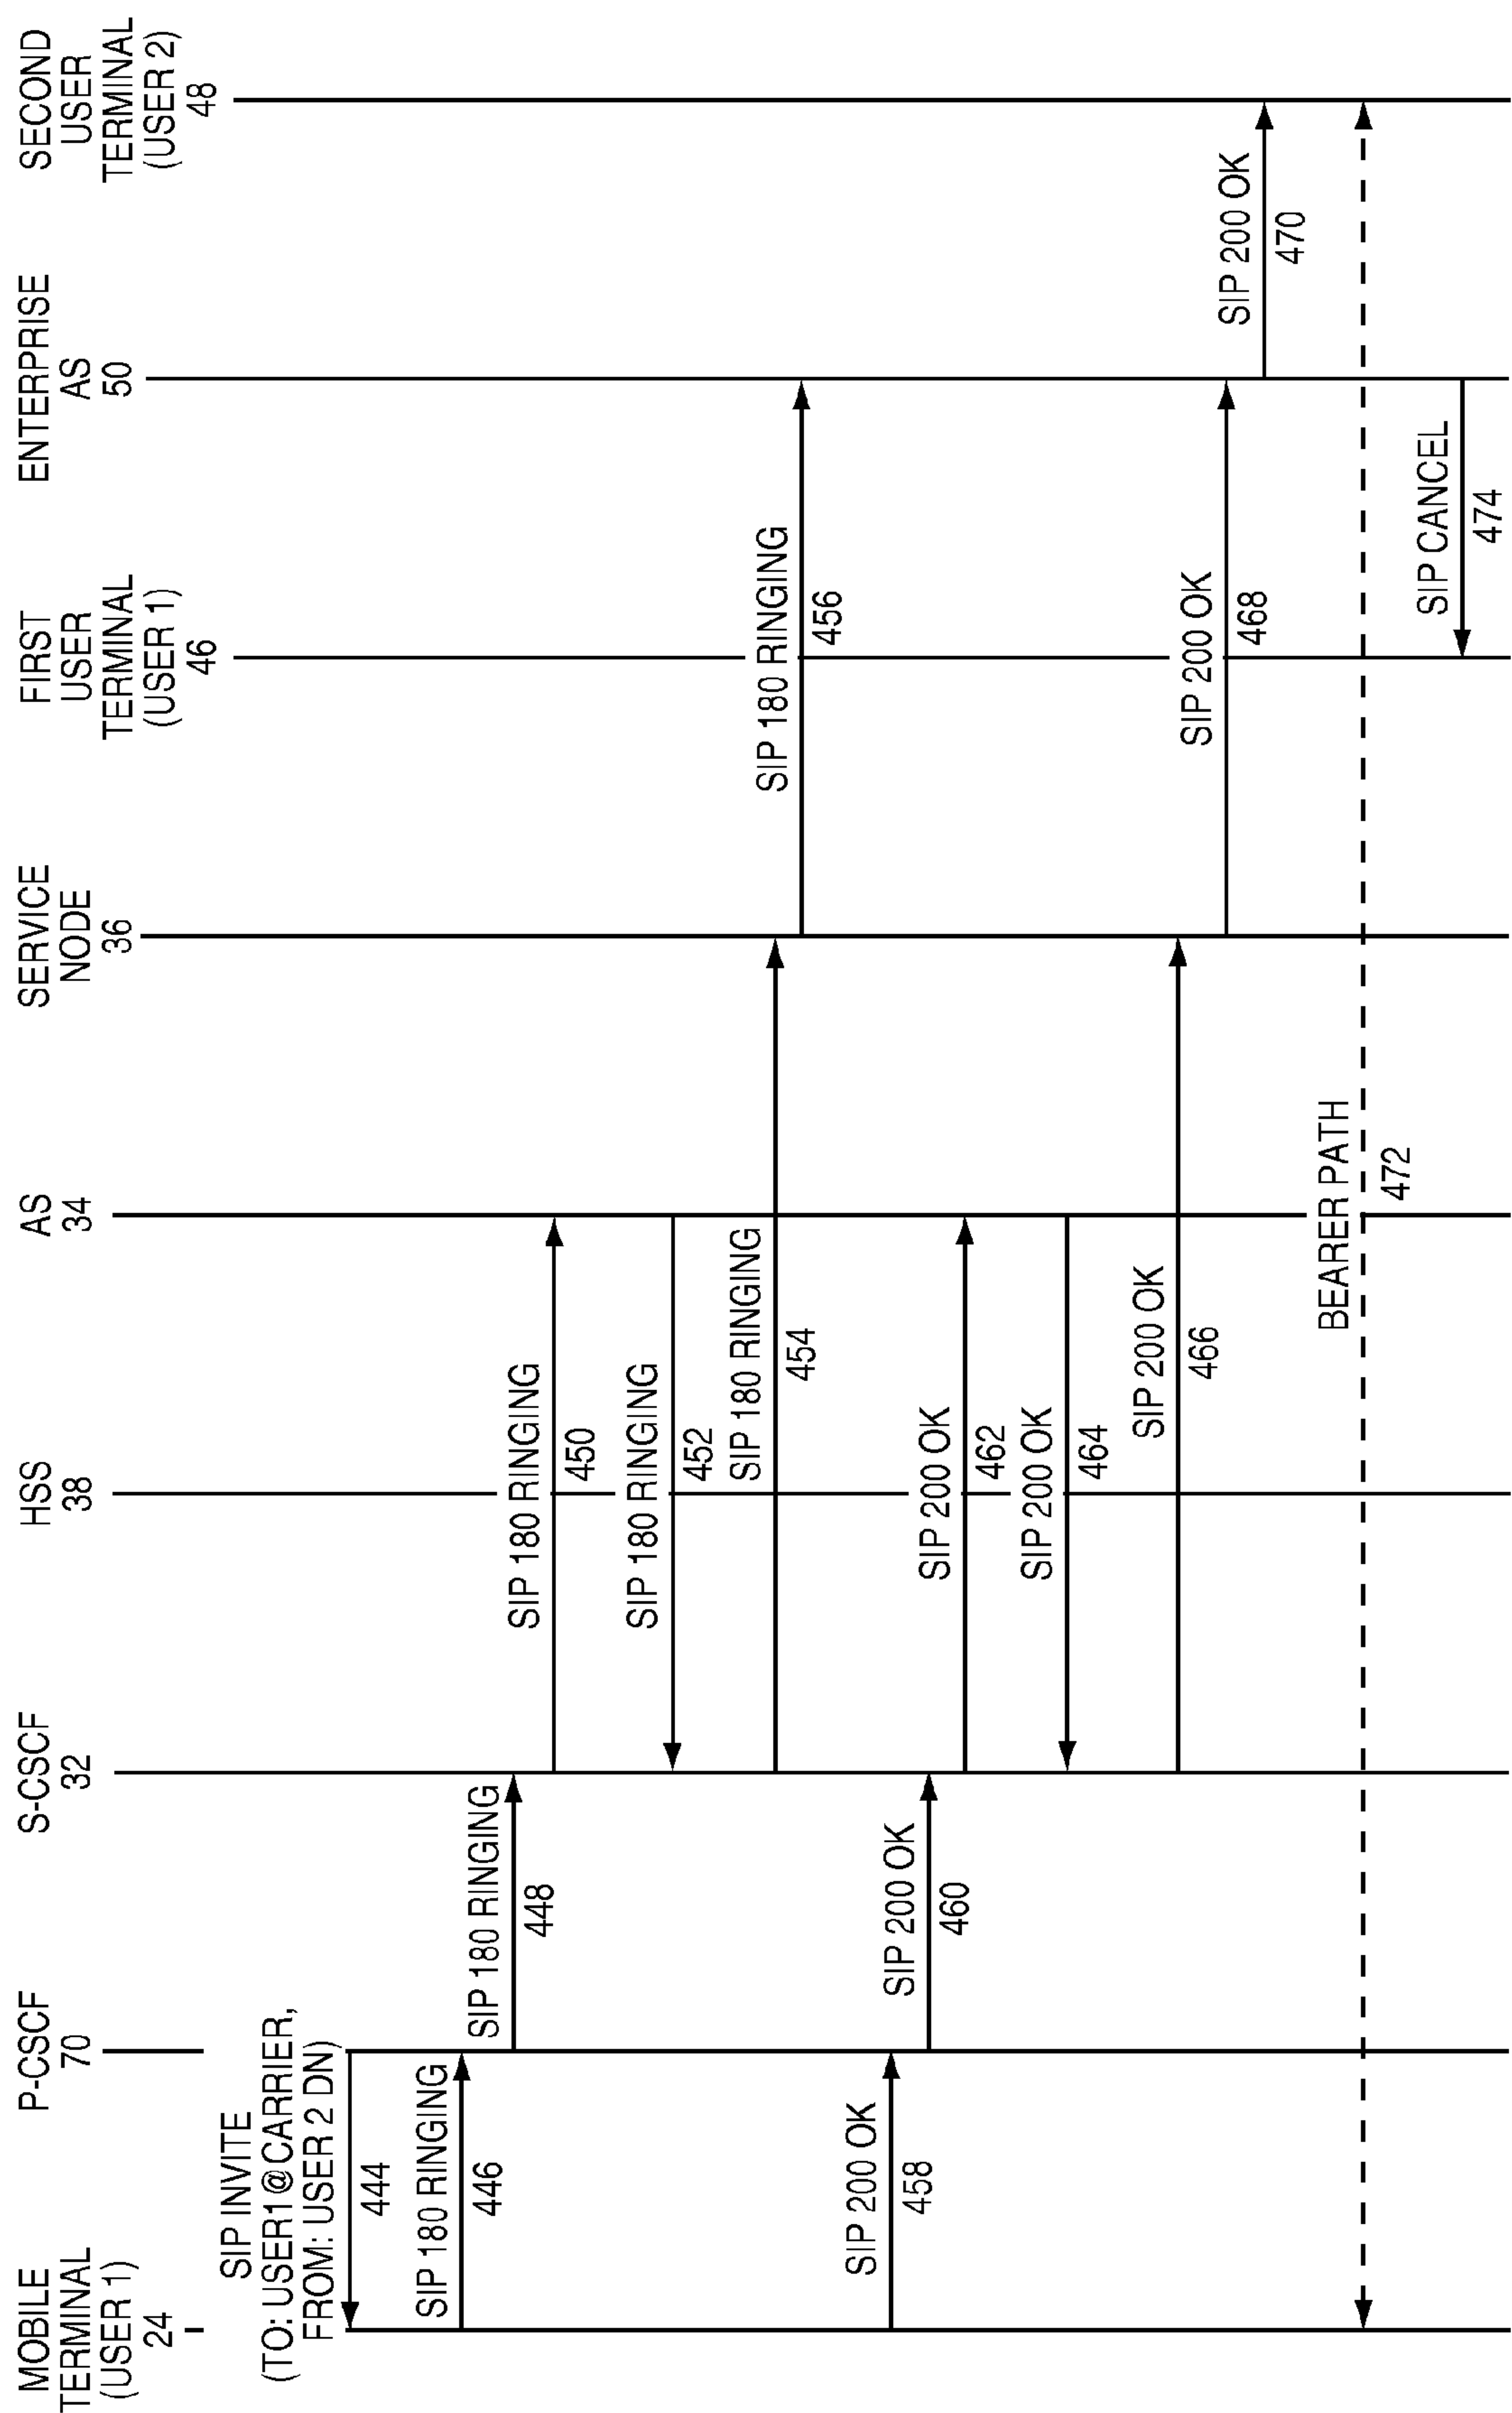 MOBILE
TERMINAL
(USER 1)
24
P-CSCF
70
S-CSCF
32
HSS
38
AS
34
SERVICE
NODE
36
FIRST
USER
TERMINAL
(USER 1)
46
ENTERPRISE
AS
50
SECOND
USER
TERMINAL
(USER 2)
48
SIP INVITE
(TO: USER1@CARRIER,
FROM: USER 2 DN)
444
SIP 180 RINGING
446
SIP 180 RINGING
448
SIP 180 RINGING
450
SIP 180 RINGING
452
SIP 180 RINGING
454
SIP 180 RINGING
456
SIP 200 OK
458
SIP 200 OK
460
SIP 200 OK
462
SIP 200 OK
464
SIP 200 OK
466
SIP 200 OK
468
SIP 200 OK
470
BEARER PATH
472
SIP CANCEL
474